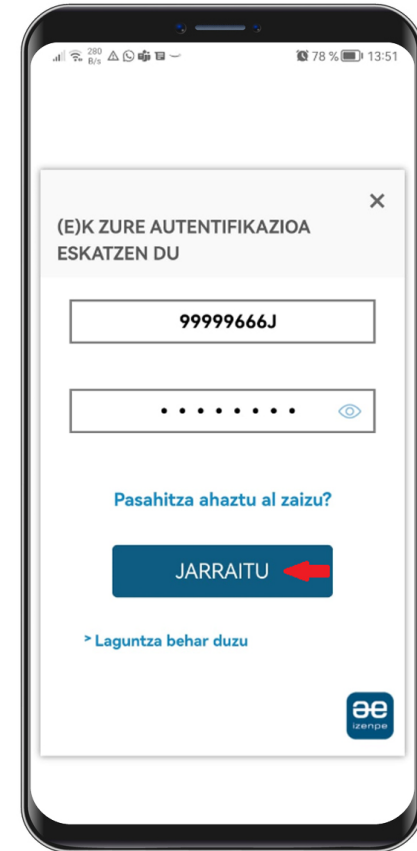 280
B/s
78 %
13:51
(E)K ZURE AUTENTIFIKAZIOA
ESKATZEN DU
99999666J
Pasahitza ahaztu al zaizu?
JARRAITU
> Laguntza behar duzu
izenpe